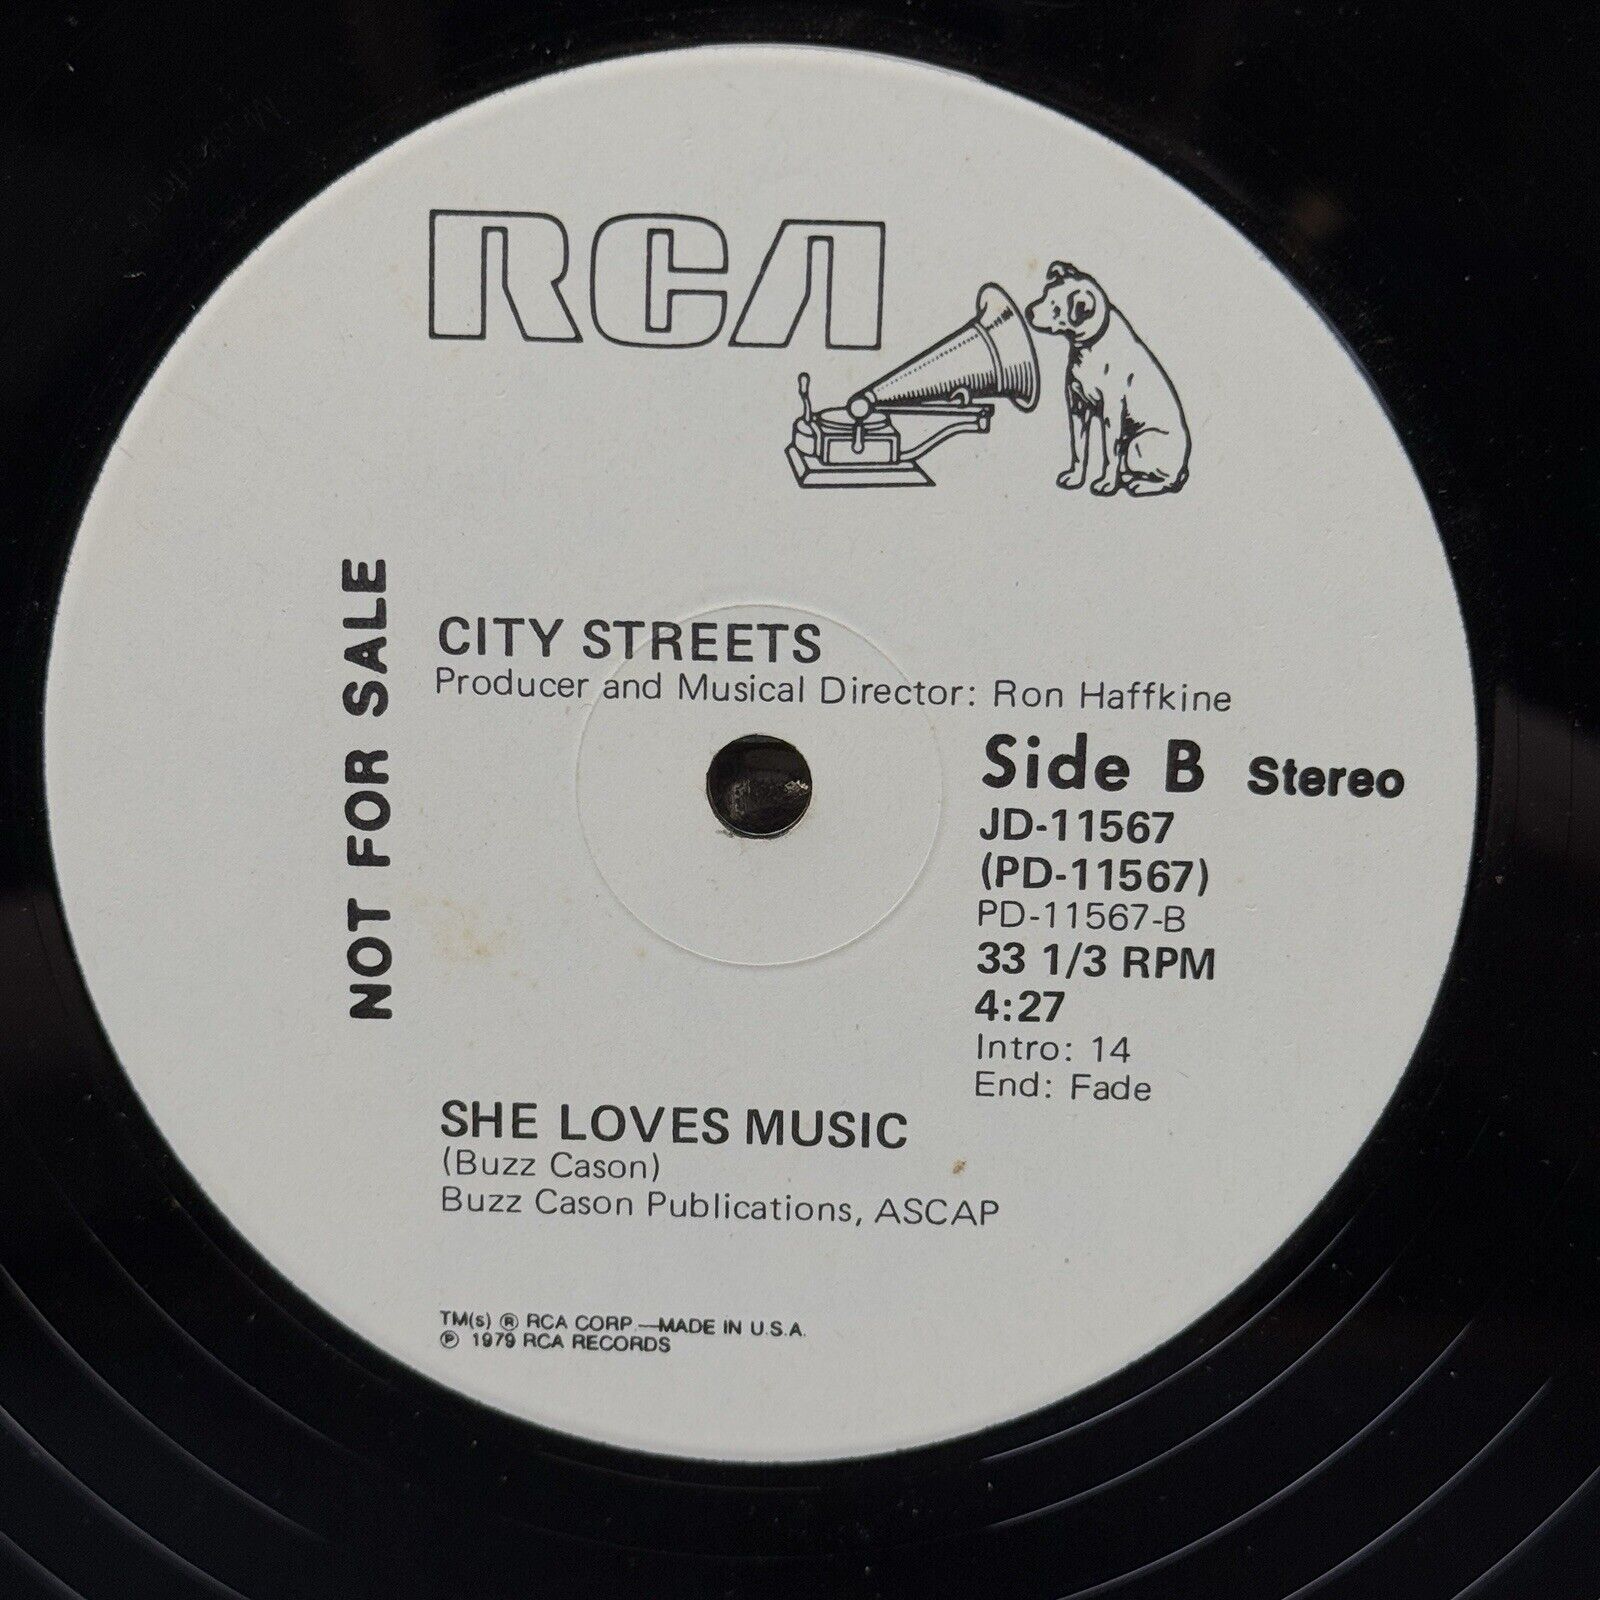 RCA
NOT FOR SALE
CITY STREETS
Producer and Musical Director: Ron Haffkine
Side B Stereo
JD-11567
(PD-11567)
PD-11567-B
33 1/3 RPM
4:27
Intro: 14
End: Fade
SHE LOVES MUSIC
(Buzz Cason)
Buzz Cason Publications, ASCAP
TM(s) ® RCA CORP.—MADE IN U.S.A.
℗ 1979 RCA RECORDS